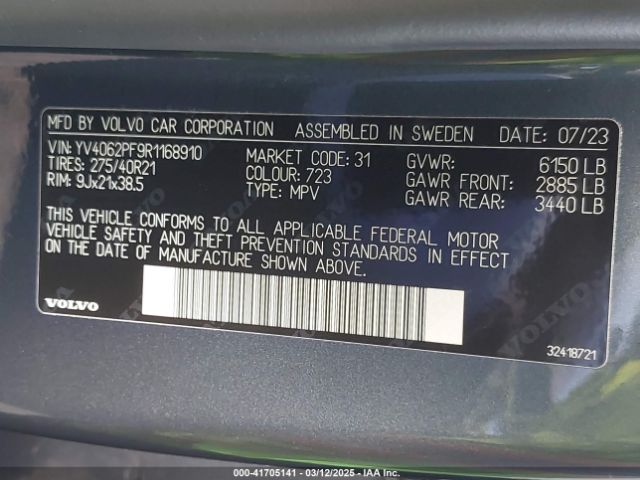 MFD BY VOLVO CAR CORPORATION ASSEMBLED IN SWEDEN DATE: 07/23
VIN: YV4062PF9R1168910 MARKET CODE: 31 GVWR: 6150 LB
TIRES: 275/40R21 COLOUR: 723 GAWR FRONT: 2885 LB
RIM: 9Jx21x38.5 TYPE: MPV GAWR REAR: 3440 LB
THIS VEHICLE CONFORMS TO ALL APPLICABLE FEDERAL MOTOR
VEHICLE SAFETY AND THEFT PREVENTION STANDARDS IN EFFECT
ON THE DATE OF MANUFACTURE SHOWN ABOVE.
VOLVO
32418721
000-41705141 - 03/12/2025 - IAA Inc.